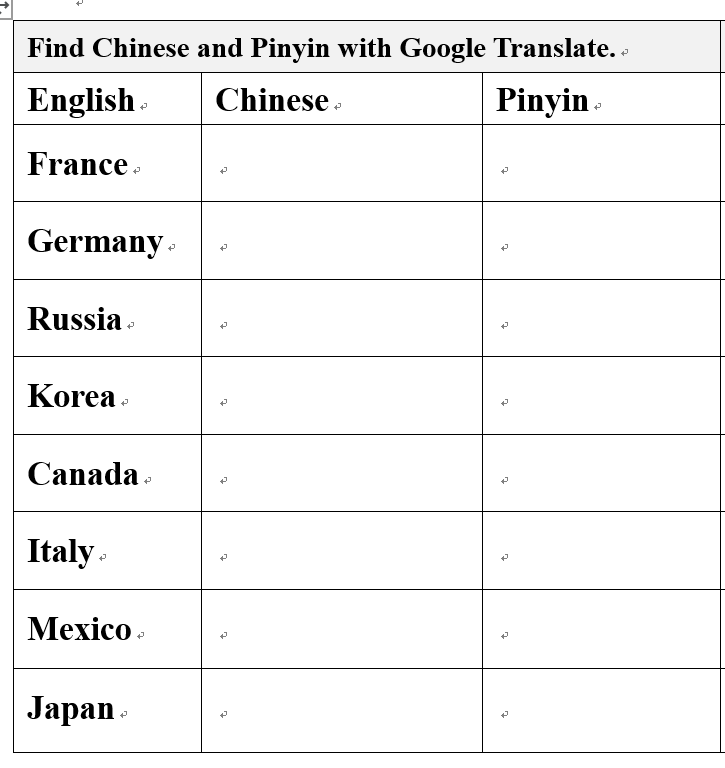 Find Chinese and Pinyin with Google Translate.
English Chinese Pinyin
France
Germany
Russia
Korea
Canada
Italy
Mexico
Japan